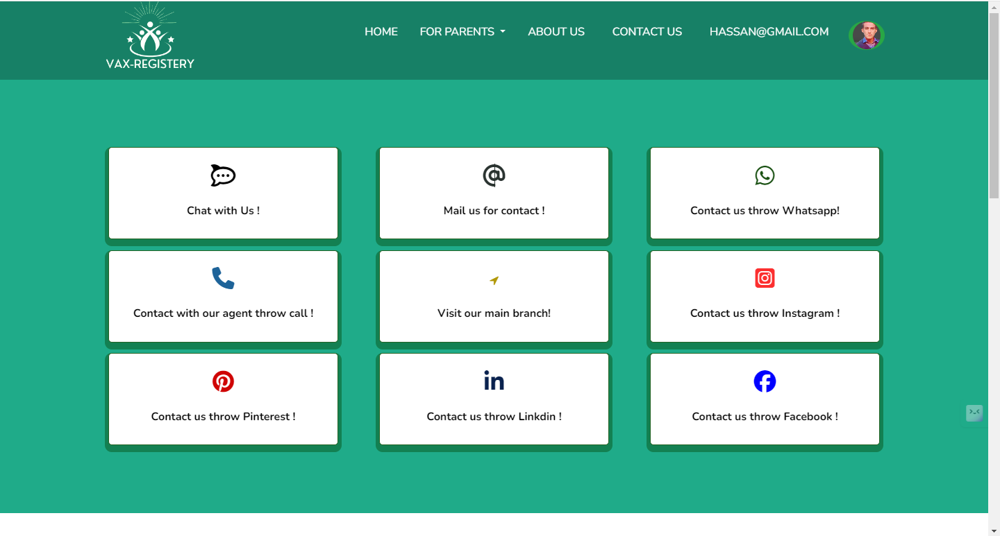 VAX-REGISTERY
HOME FOR PARENTS ABOUT US CONTACT US HASSAN@GMAIL.COM
Chat with Us !
Mail us for contact !
Contact us throw Whatsapp!
Contact with our agent throw call !
Visit our main branch!
Contact us throw Instagram !
Contact us throw Pinterest !
Contact us throw Linkdin !
Contact us throw Facebook !